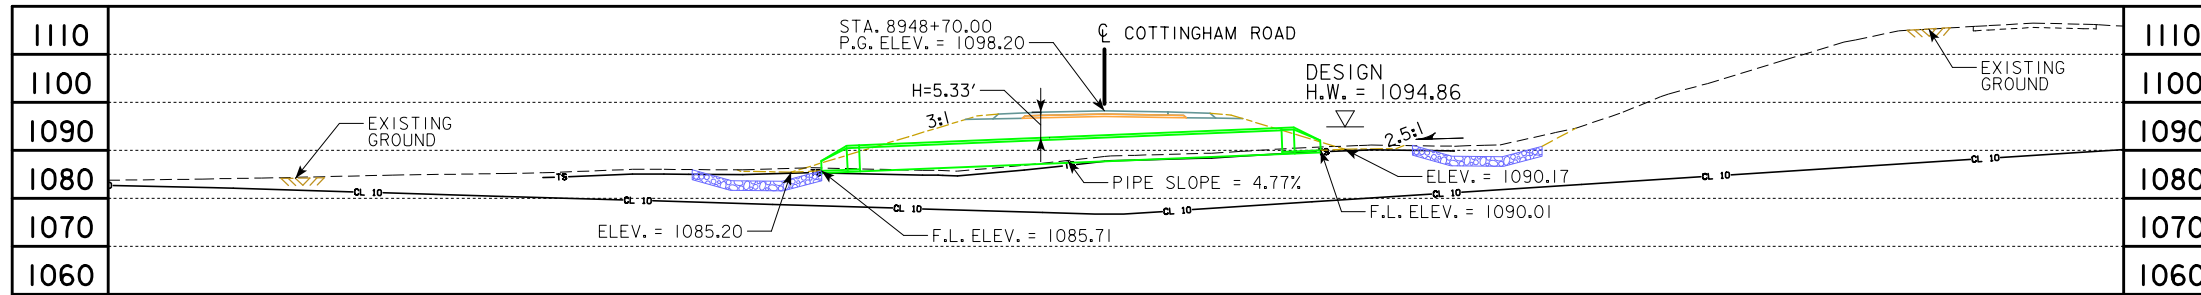 STA. 8948+70.00
P.G. ELEV. = 1098.20
℄ COTTINGHAM ROAD
1110
1110
EXISTING
GROUND
DESIGN
H.W. = 1094.86
1100
1100
H=5.33'
3:1
EXISTING
GROUND
2.5:1
1090
1090
TS
PIPE SLOPE = 4.77%
ELEV. = 1090.17
1080
1080
CL 10
CL 10
CL 10
CL 10
CL 10
CL 10
CL 10
F.L. ELEV. = 1090.01
ELEV. = 1085.20
F.L. ELEV. = 1085.71
1070
1070
1060
1060